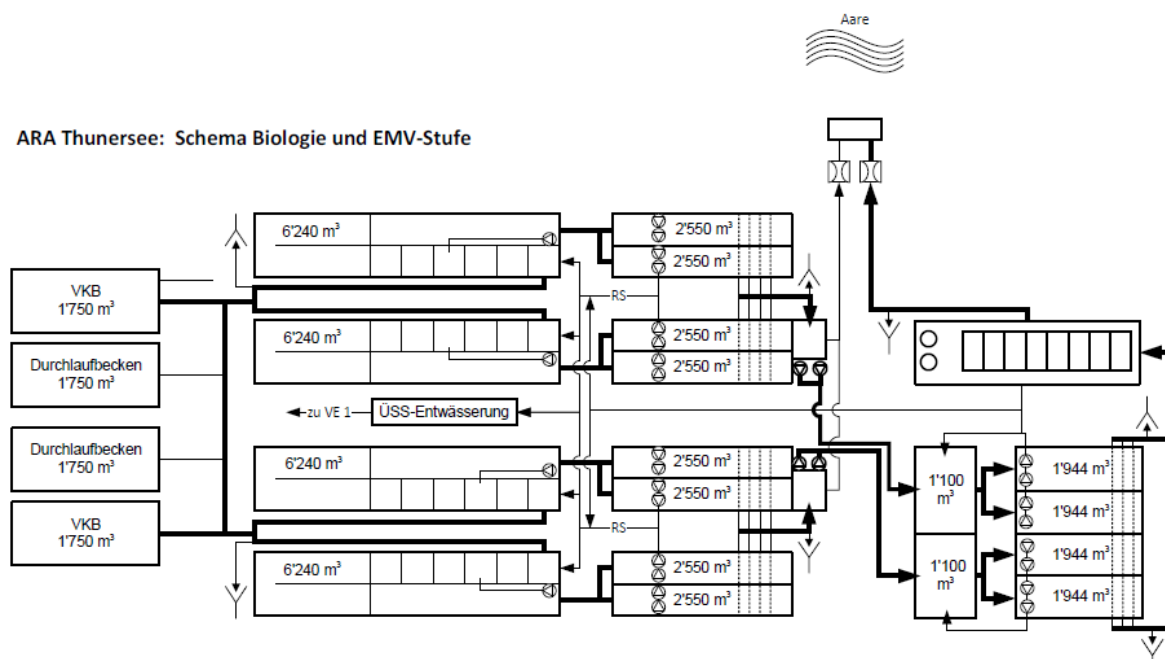 Aare
ARA Thunersee: Schema Biologie und EMV-Stufe
6'240 m³
2'550 m³
2'550 m³
VKB
1'750 m³
RS
6'240 m³
2'550 m³
2'550 m³
Durchlaufbecken
1'750 m³
zu VE 1
ÜSS-Entwässerung
Durchlaufbecken
1'750 m³
6'240 m³
2'550 m³
2'550 m³
1'100
m³
1'944 m³
1'944 m³
VKB
1'750 m³
RS
6'240 m³
2'550 m³
2'550 m³
1'100
m³
1'944 m³
1'944 m³